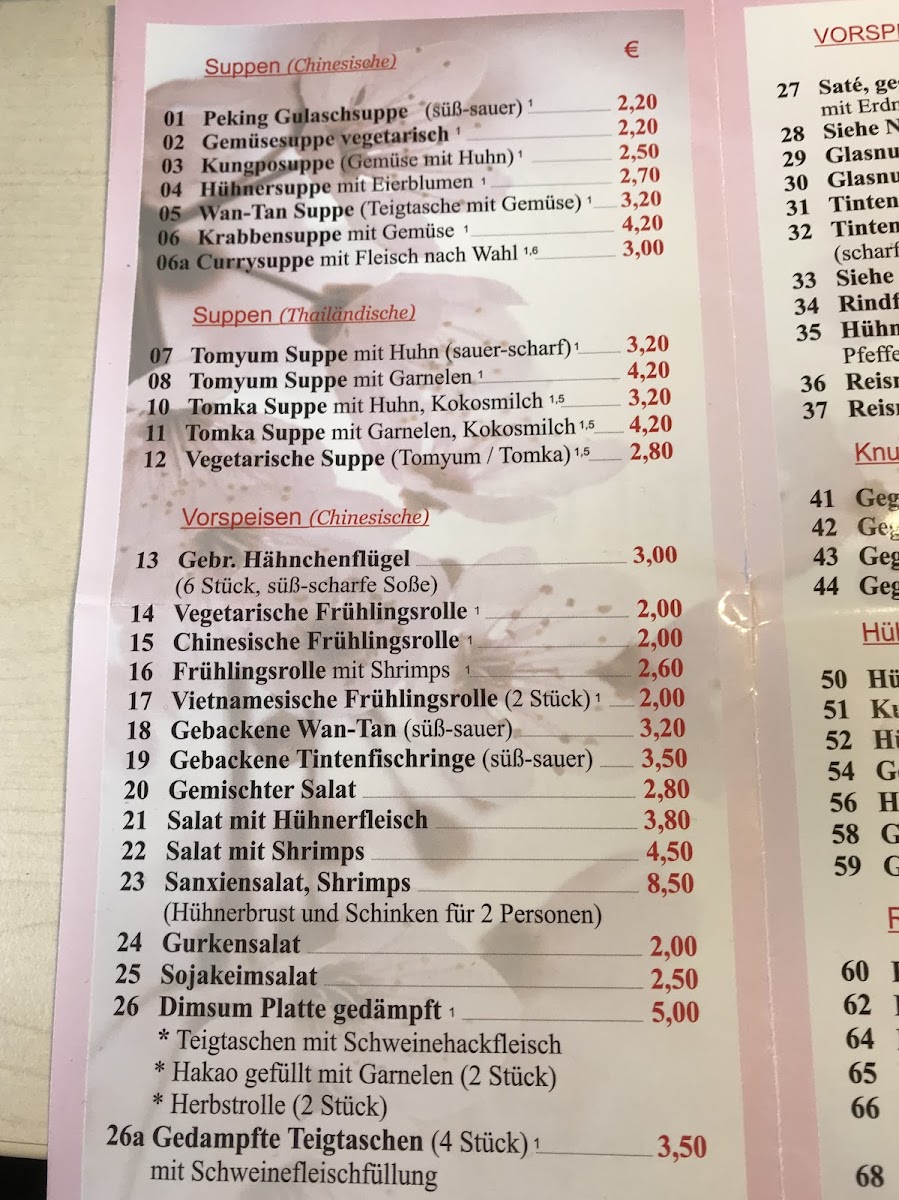 Suppen (Chinesische) €
01 Peking Gulaschsuppe (süß-sauer) ¹ 2,20
02 Gemüsesuppe vegetarisch ¹ 2,20
03 Kungposuppe (Gemüse mit Huhn) ¹ 2,50
04 Hühnersuppe mit Eierblumen ¹ 2,70
05 Wan-Tan Suppe (Teigtasche mit Gemüse) ¹ 3,20
06 Krabbensuppe mit Gemüse ¹ 4,20
06a Currysuppe mit Fleisch nach Wahl ¹,⁶ 3,00
Suppen (Thailändische)
07 Tomyum Suppe mit Huhn (sauer-scharf) ¹ 3,20
08 Tomyum Suppe mit Garnelen ¹ 4,20
10 Tomka Suppe mit Huhn, Kokosmilch ¹,⁵ 3,20
11 Tomka Suppe mit Garnelen, Kokosmilch ¹,⁵ 4,20
12 Vegetarische Suppe (Tomyum / Tomka) ¹,⁵ 2,80
Vorspeisen (Chinesische)
13 Gebr. Hähnchenflügel 3,00
(6 Stück, süß-scharfe Soße)
14 Vegetarische Frühlingsrolle ¹ 2,00
15 Chinesische Frühlingsrolle ¹ 2,00
16 Frühlingsrolle mit Shrimps ¹ 2,60
17 Vietnamesische Frühlingsrolle (2 Stück) ¹ 2,00
18 Gebackene Wan-Tan (süß-sauer) 3,20
19 Gebackene Tintenfischringe (süß-sauer) 3,50
20 Gemischter Salat 2,80
21 Salat mit Hühnerfleisch 3,80
22 Salat mit Shrimps 4,50
23 Sanxiensalat, Shrimps 8,50
(Hühnerbrust und Schinken für 2 Personen)
24 Gurkensalat 2,00
25 Sojakeimsalat 2,50
26 Dimsum Platte gedämpft ¹ 5,00
* Teigtaschen mit Schweinehackfleisch
* Hakao gefüllt mit Garnelen (2 Stück)
* Herbstrolle (2 Stück)
26a Gedampfte Teigtaschen (4 Stück) ¹ 3,50
mit Schweinefleischfüllung
VORSP
27 Saté, ge
mit Erdn
28 Siehe N
29 Glasnu
30 Glasnu
31 Tinten
32 Tinten
(scharf
33 Siehe
34 Rindf
35 Hühn
Pfeffe
36 Reisn
37 Reisn
Knu
41 Geg
42 Geg
43 Geg
44 Geg
Hüh
50 Hü
51 Ku
52 Hü
54 G
56 H
58 G
59 G
60
62
64
65
66
68